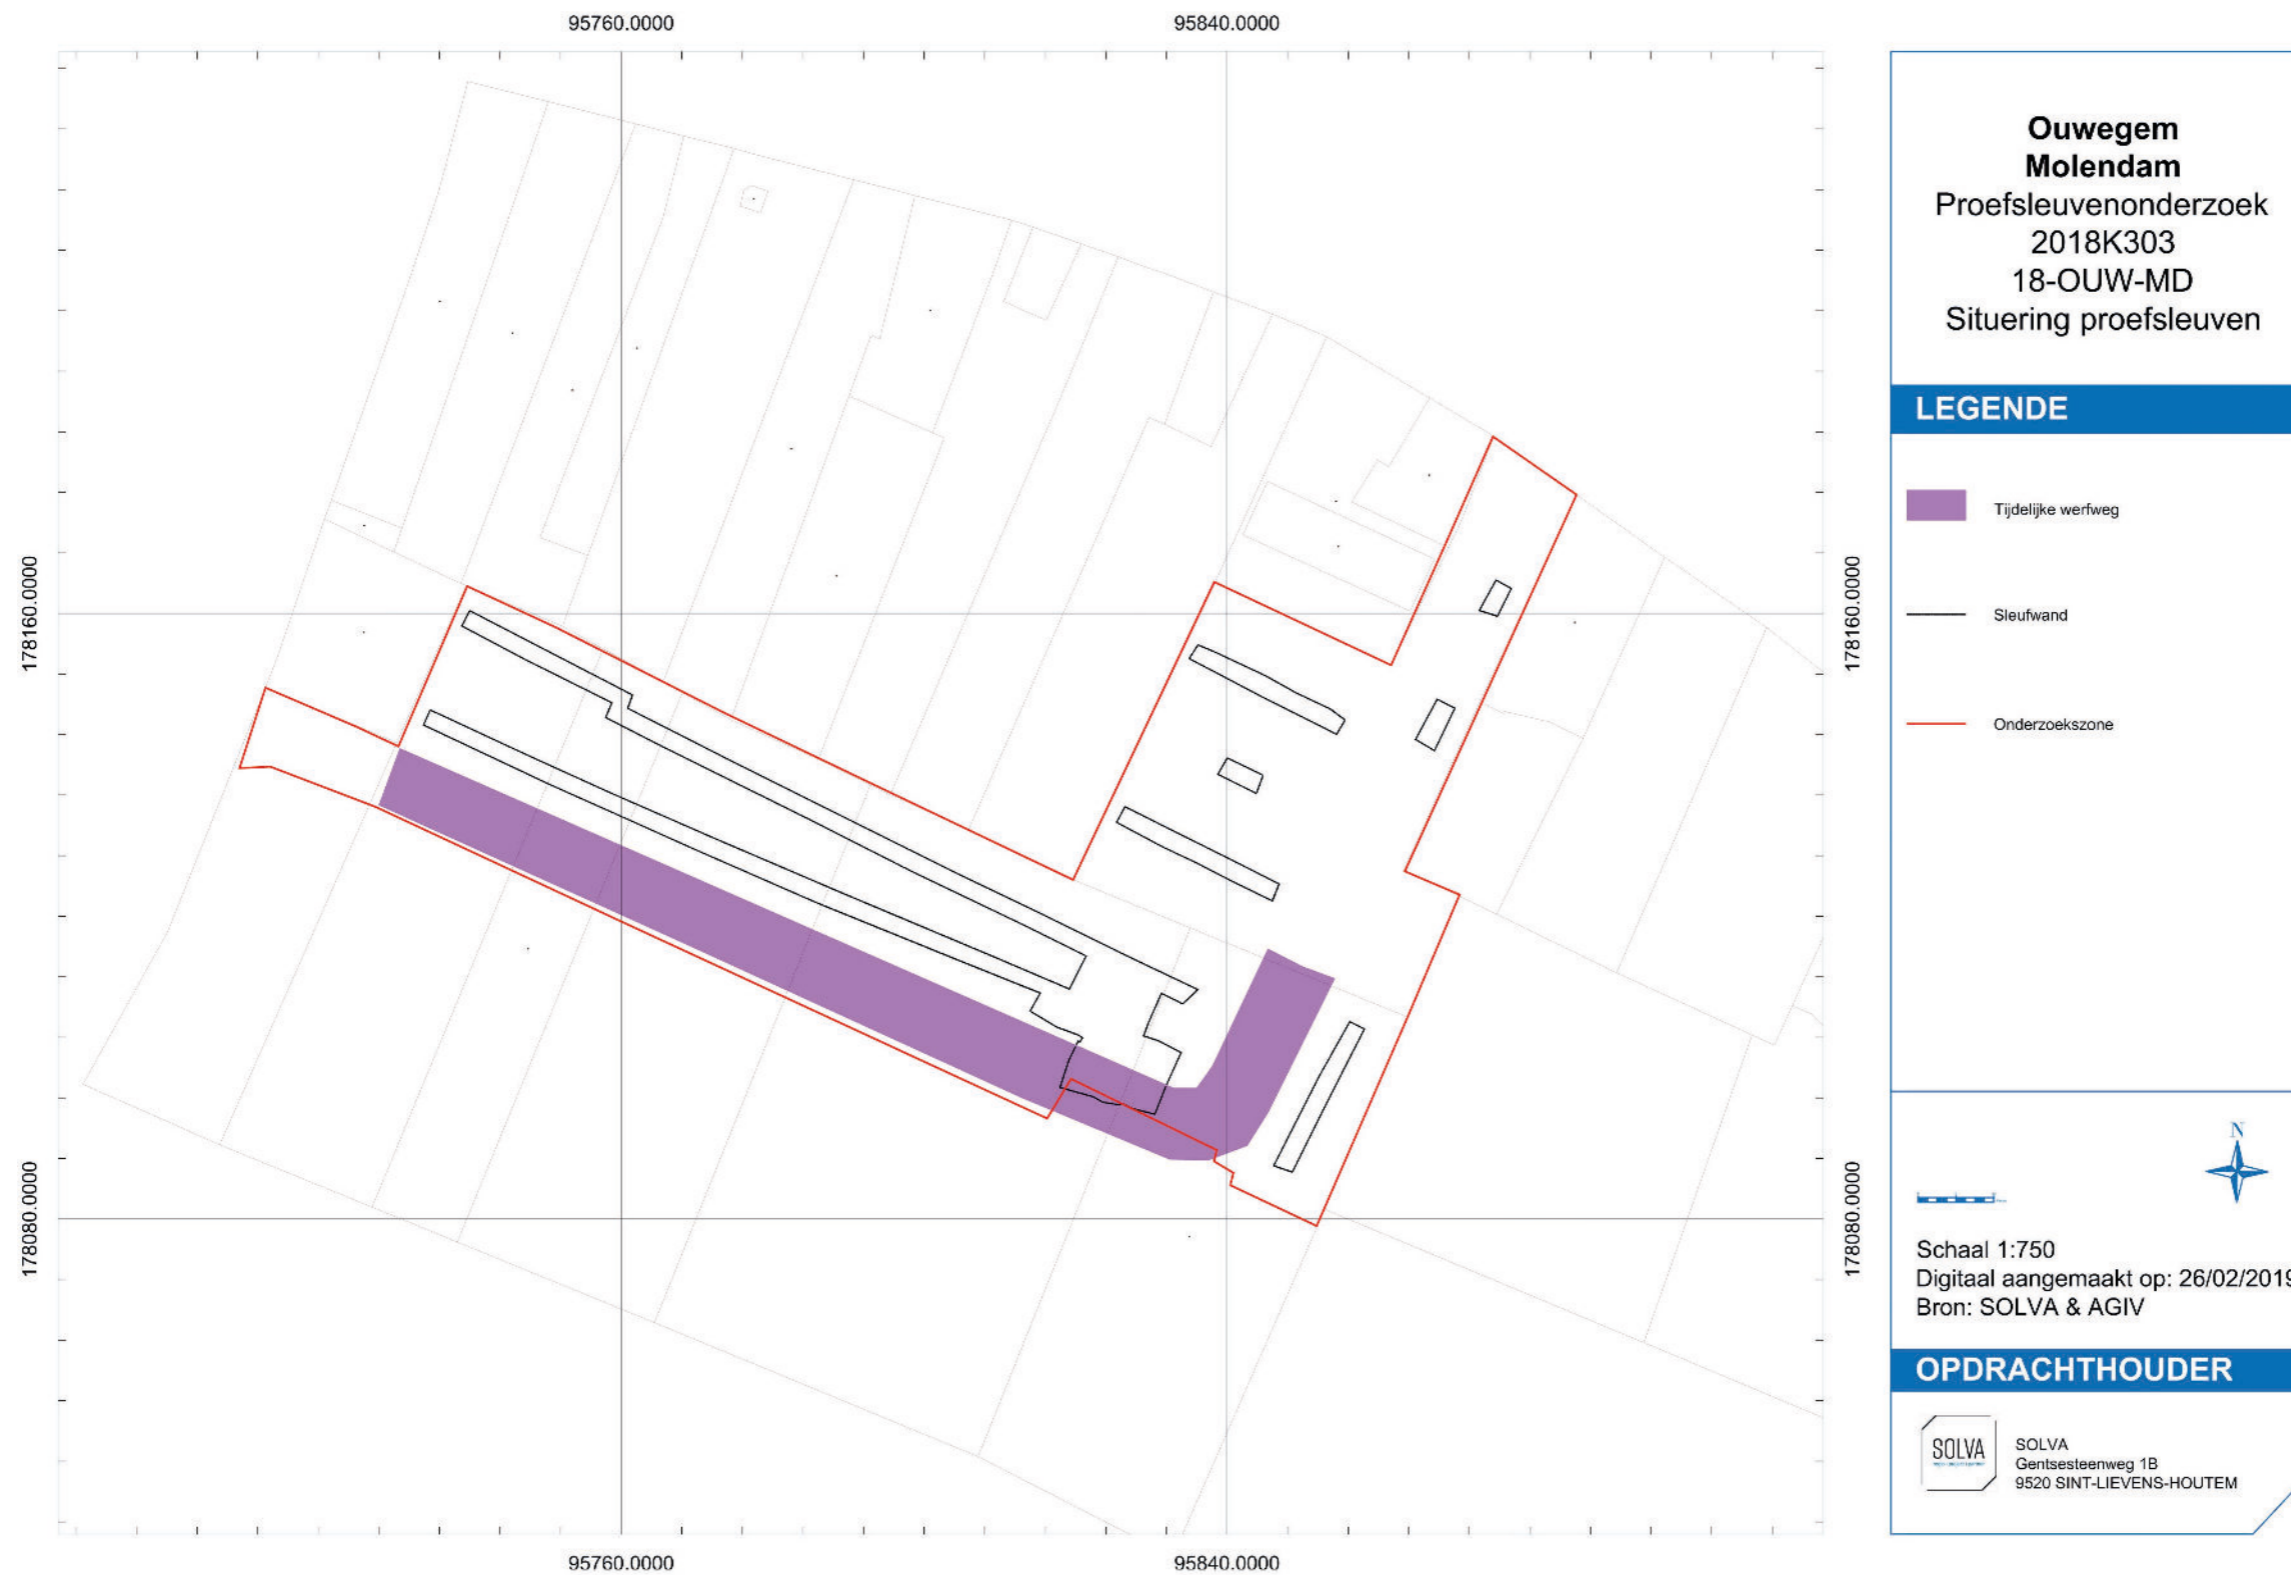 95760.0000
95840.0000
178160.0000
178160.0000
178080.0000
178080.0000
95760.0000
95840.0000
Ouwegem
Molendam
Proefsleuvenonderzoek
2018K303
18-OUW-MD
Situering proefsleuven
LEGENDE
Tijdelijke werfweg
Sleufwand
Onderzoekszone
N
Schaal 1:750
Digitaal aangemaakt op: 26/02/2019
Bron: SOLVA & AGIV
OPDRACHTHOUDER
SOLVA
SOLVA
Gentsesteenweg 1B
9520 SINT-LIEVENS-HOUTEM